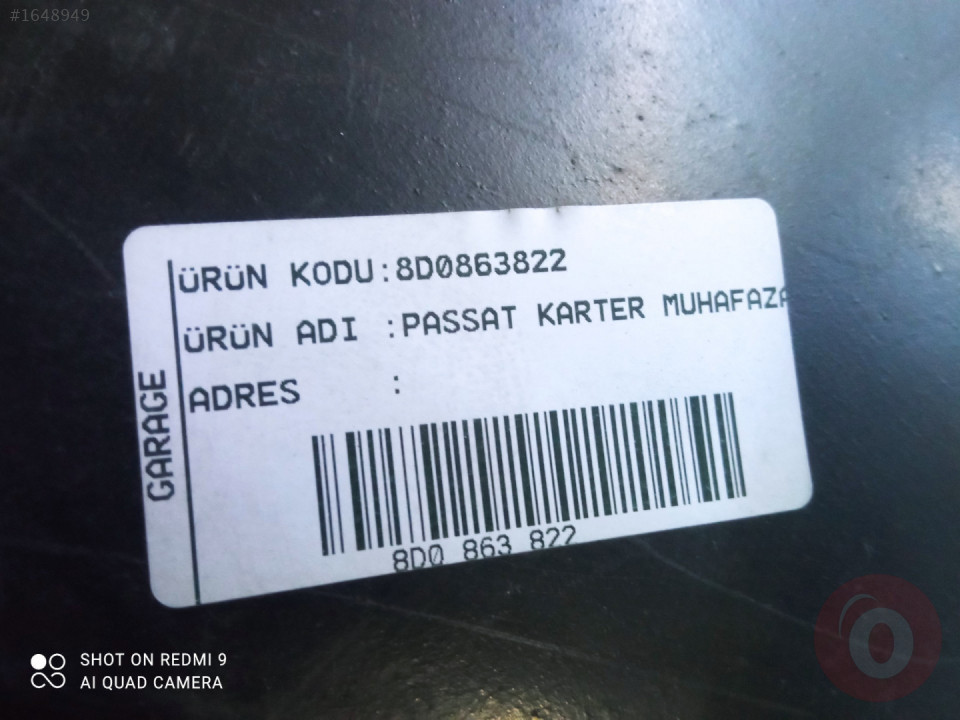 #1648949
ÜRÜN KODU:8D0863822
ÜRÜN ADI :PASSAT KARTER MUHAFAZA
ADRES :
GARAGE
8D0 863 822
SHOT ON REDMI 9
AI QUAD CAMERA